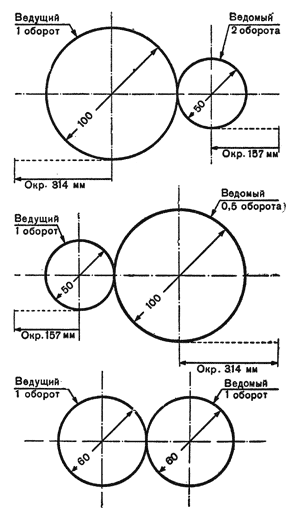 Ведущий
1 оборот
Ведомый
2 оборота
100
50
Окр. 314 мм
Окр. 157 мм
Ведущий
1 оборот
Ведомый
0,5 оборота)
50
100
Окр. 157 мм
Окр. 314 мм
Ведущий
1 оборот
Ведомый
1 оборот
60
60